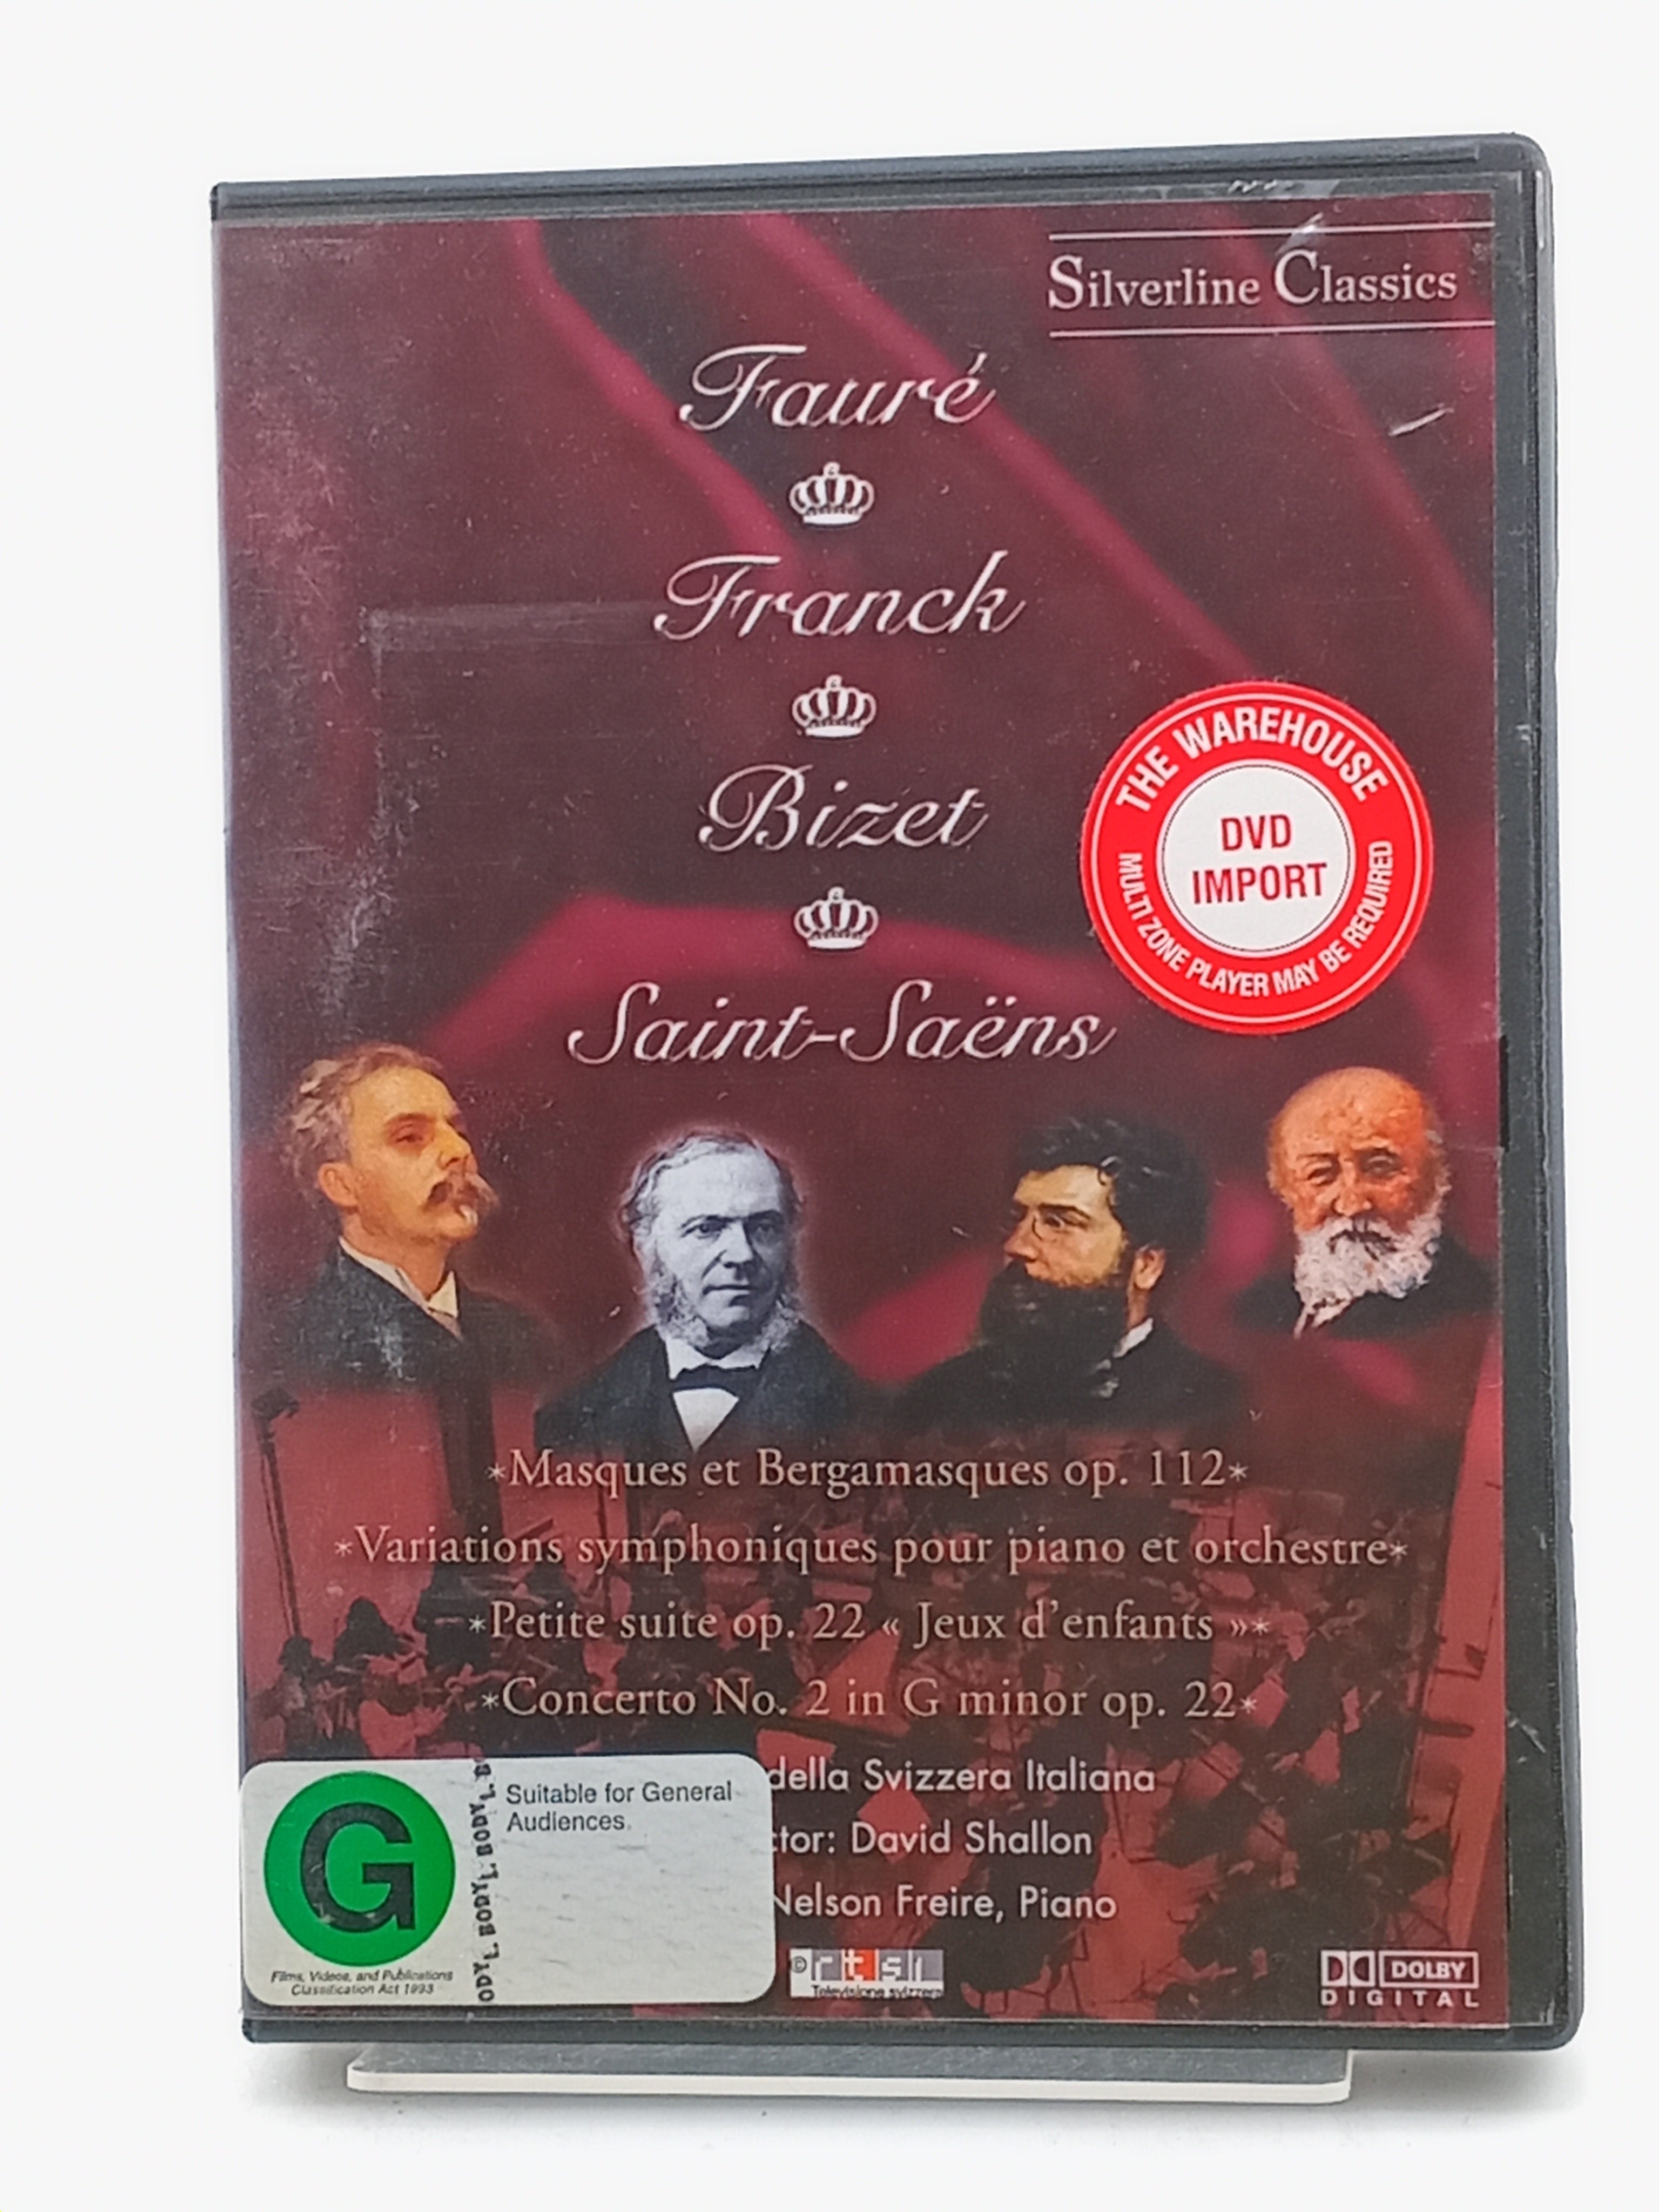 Silverline Classics
Fauré
Franck
Bizet
Saint-Saëns
THE WAREHOUSE
DVD
IMPORT
MULTI ZONE PLAYER MAY BE REQUIRED
*Masques et Bergamasques op. 112*
*Variations symphoniques pour piano et orchestre*
*Petite suite op. 22 « Jeux d'enfants »*
*Concerto No. 2 in G minor op. 22*
della Svizzera Italiana
ctor: David Shallon
Nelson Freire, Piano
G
Suitable for General
Audiences.
Films, Videos, and Publications
Classification Act 1993
BODY BODY
© rtsi
Televisione svizzera
DOLBY
DIGITAL